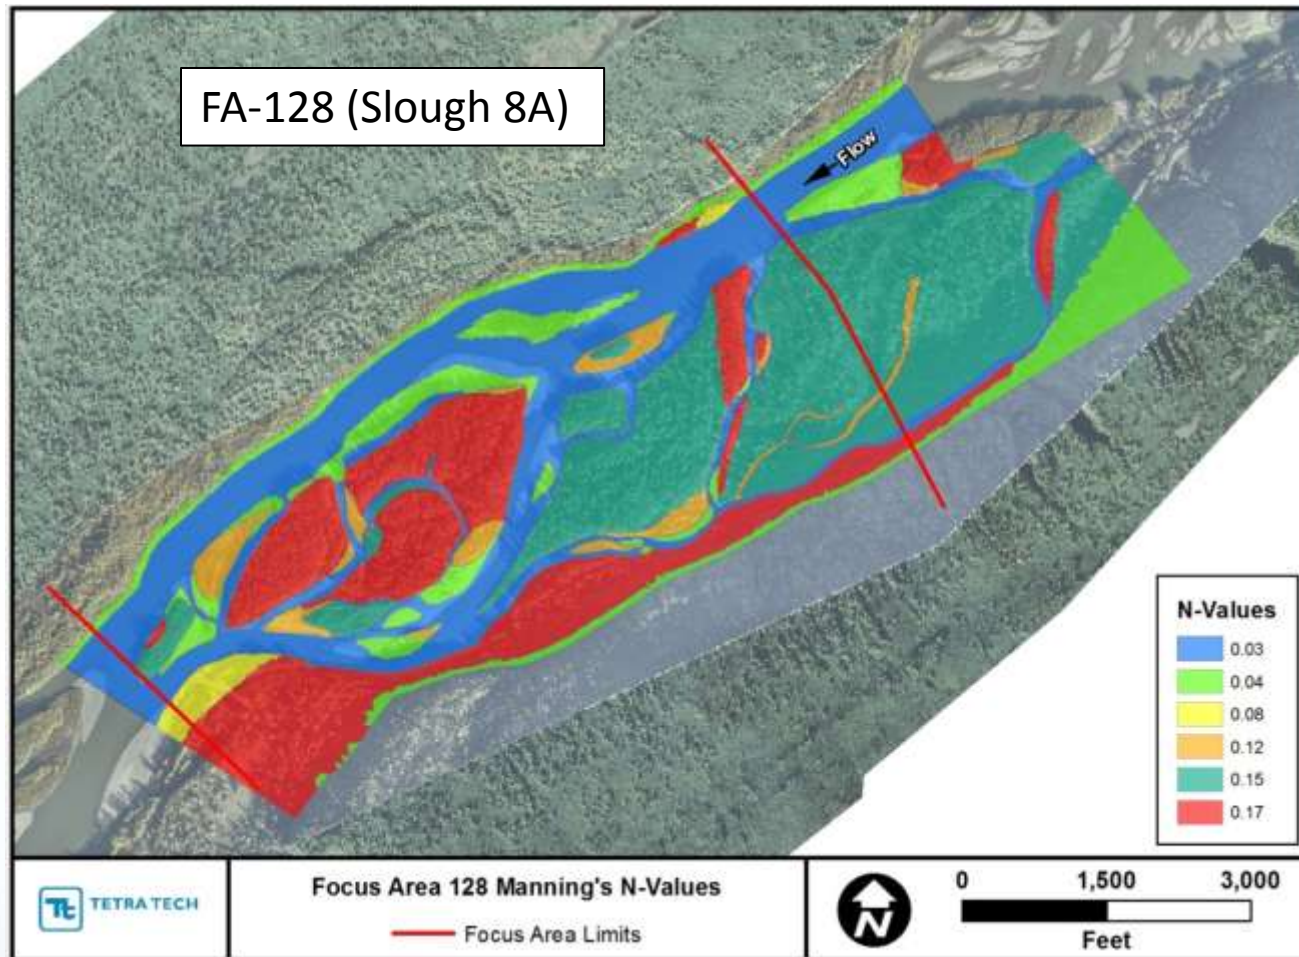 FA-128 (Slough 8A)
Flow
N-Values
0.03
0.04
0.08
0.12
0.15
0.17
Tt TETRA TECH
Focus Area 128 Manning's N-Values
Focus Area Limits
N
0 1,500 3,000
Feet